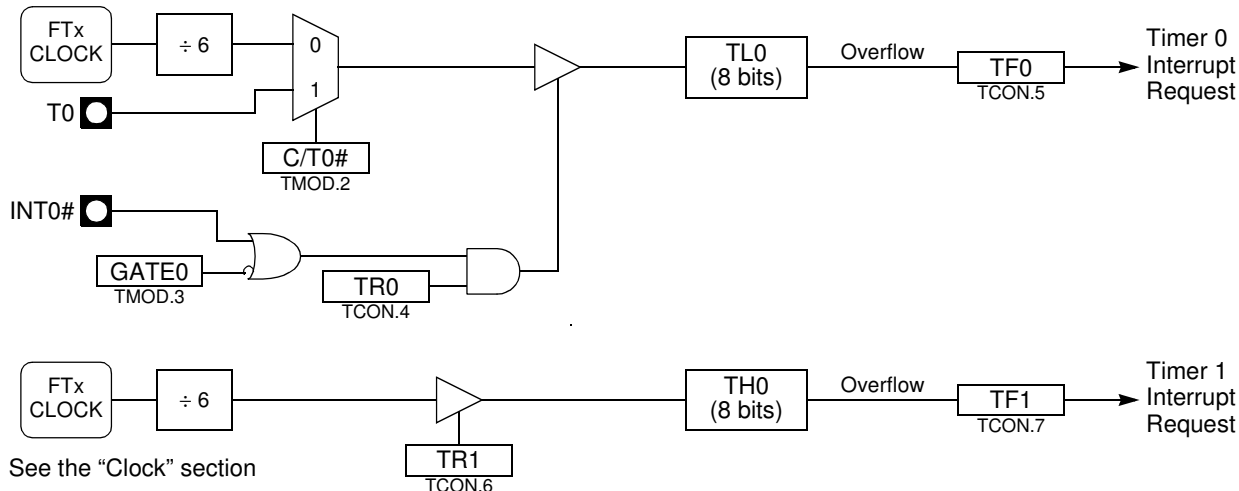 FTx
CLOCK
÷ 6
0
1
T0
C/T0#
TMOD.2
TL0
(8 bits)
Overflow
TF0
TCON.5
Timer 0
Interrupt
Request
INT0#
GATE0
TMOD.3
TR0
TCON.4
FTx
CLOCK
÷ 6
TR1
TCON.6
TH0
(8 bits)
Overflow
TF1
TCON.7
Timer 1
Interrupt
Request
See the “Clock” section